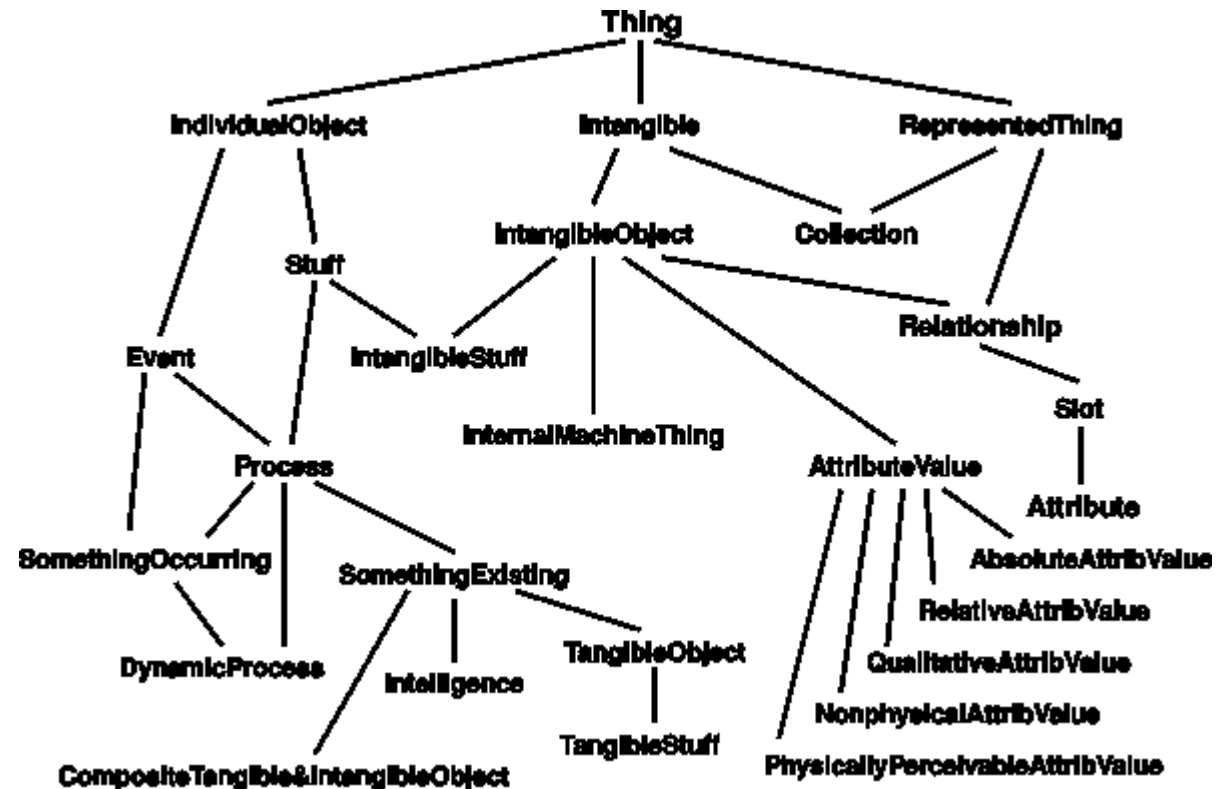 Thing
IndividualObject
Intangible
RepresentedThing
IntangibleObject
Collection
Stuff
Relationship
Event
IntangibleStuff
Slot
InternalMachineThing
Process
AttributeValue
Attribute
SomethingOccurring
SomethingExisting
AbsoluteAttribValue
RelativeAttribValue
DynamicProcess
Intelligence
TangibleObject
QualitativeAttribValue
NonphysicalAttribValue
TangibleStuff
PhysicallyPerceivableAttribValue
CompositeTangible&IntangibleObject